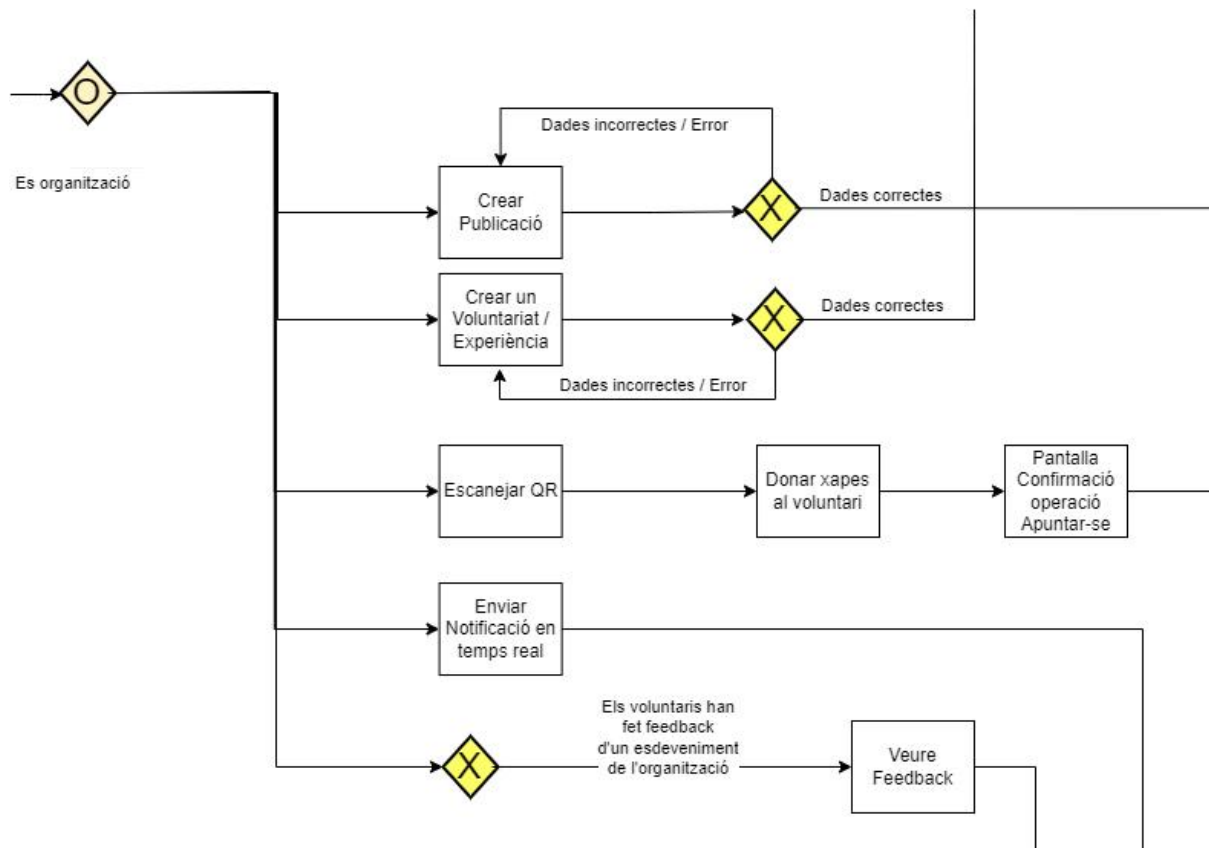 O
Es organització
Dades incorrectes / Error
Crear
Publicació
X
Dades correctes
Crear un
Voluntariat /
Experiència
X
Dades correctes
Dades incorrectes / Error
Escanejar QR
Donar xapes
al voluntari
Pantalla
Confirmació
operació
Apuntar-se
Enviar
Notificació en
temps real
X
Els voluntaris han
fet feedback
d'un esdeveniment
de l'organització
Veure
Feedback